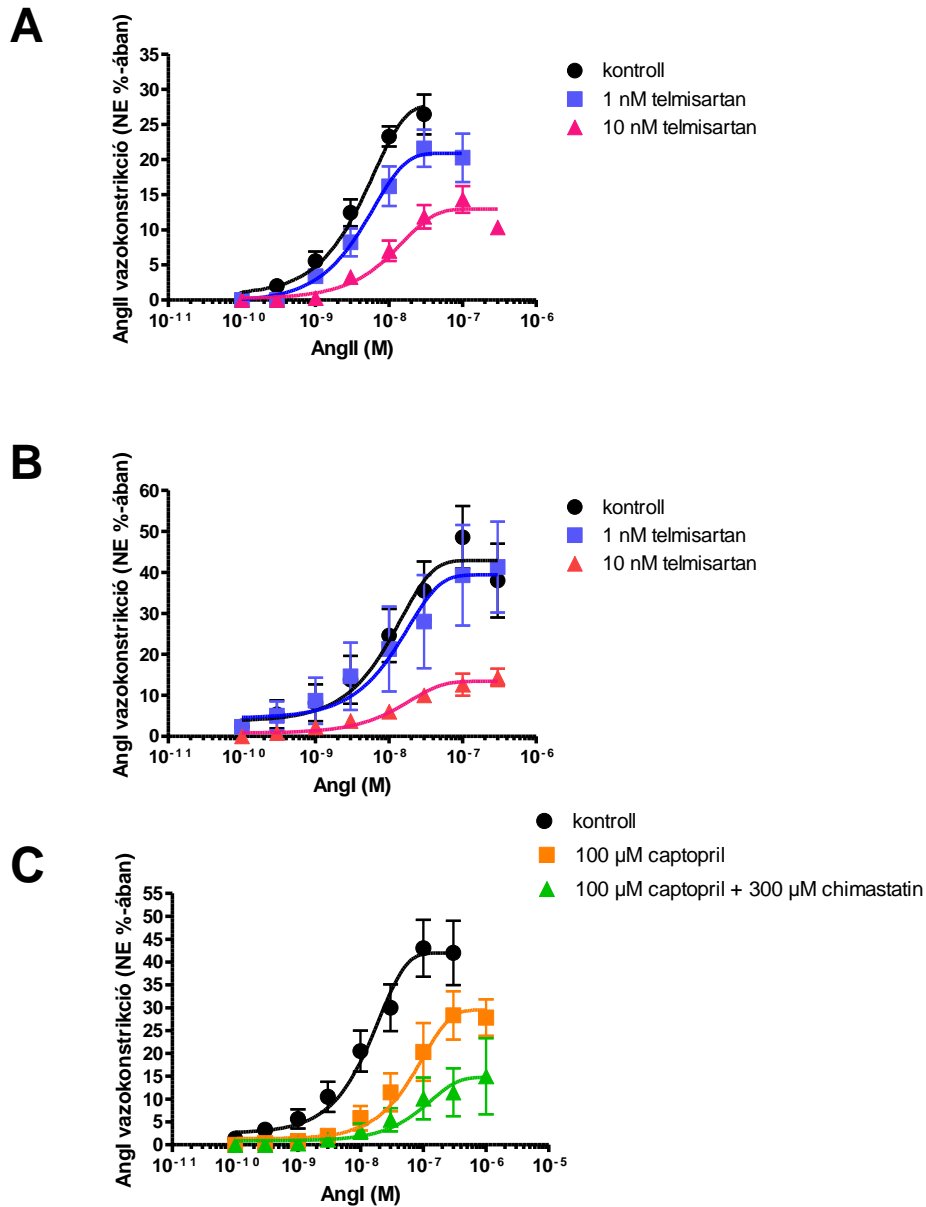 A
AngII vazokonstrikció (NE %-ában)
35
30
25
20
15
10
5
0
10-11 10-10 10-9 10-8 10-7 10-6
AngII (M)
kontroll
1 nM telmisartan
10 nM telmisartan
B
AngI vazokonstrikció (NE %-ában)
60
50
40
30
20
10
0
10-11 10-10 10-9 10-8 10-7 10-6
AngI (M)
kontroll
1 nM telmisartan
10 nM telmisartan
C
AngI vazokonstrikció (NE %-ában)
55
50
45
40
35
30
25
20
15
10
5
0
10-11 10-10 10-9 10-8 10-7 10-6 10-5
AngI (M)
kontroll
100 µM captopril
100 µM captopril + 300 µM chimastatin